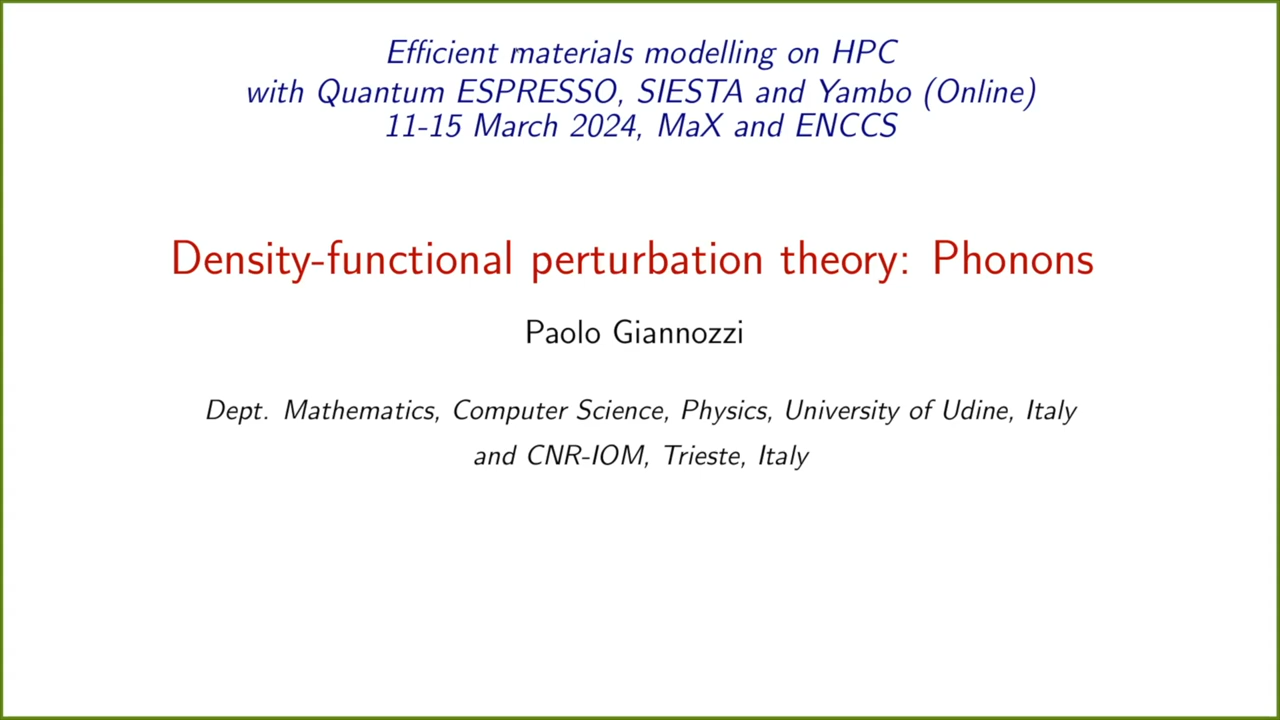 Efficient materials modelling on HPC
with Quantum ESPRESSO, SIESTA and Yambo (Online)
11-15 March 2024, MaX and ENCCS
Density-functional perturbation theory: Phonons
Paolo Giannozzi
Dept. Mathematics, Computer Science, Physics, University of Udine, Italy
and CNR-IOM, Trieste, Italy